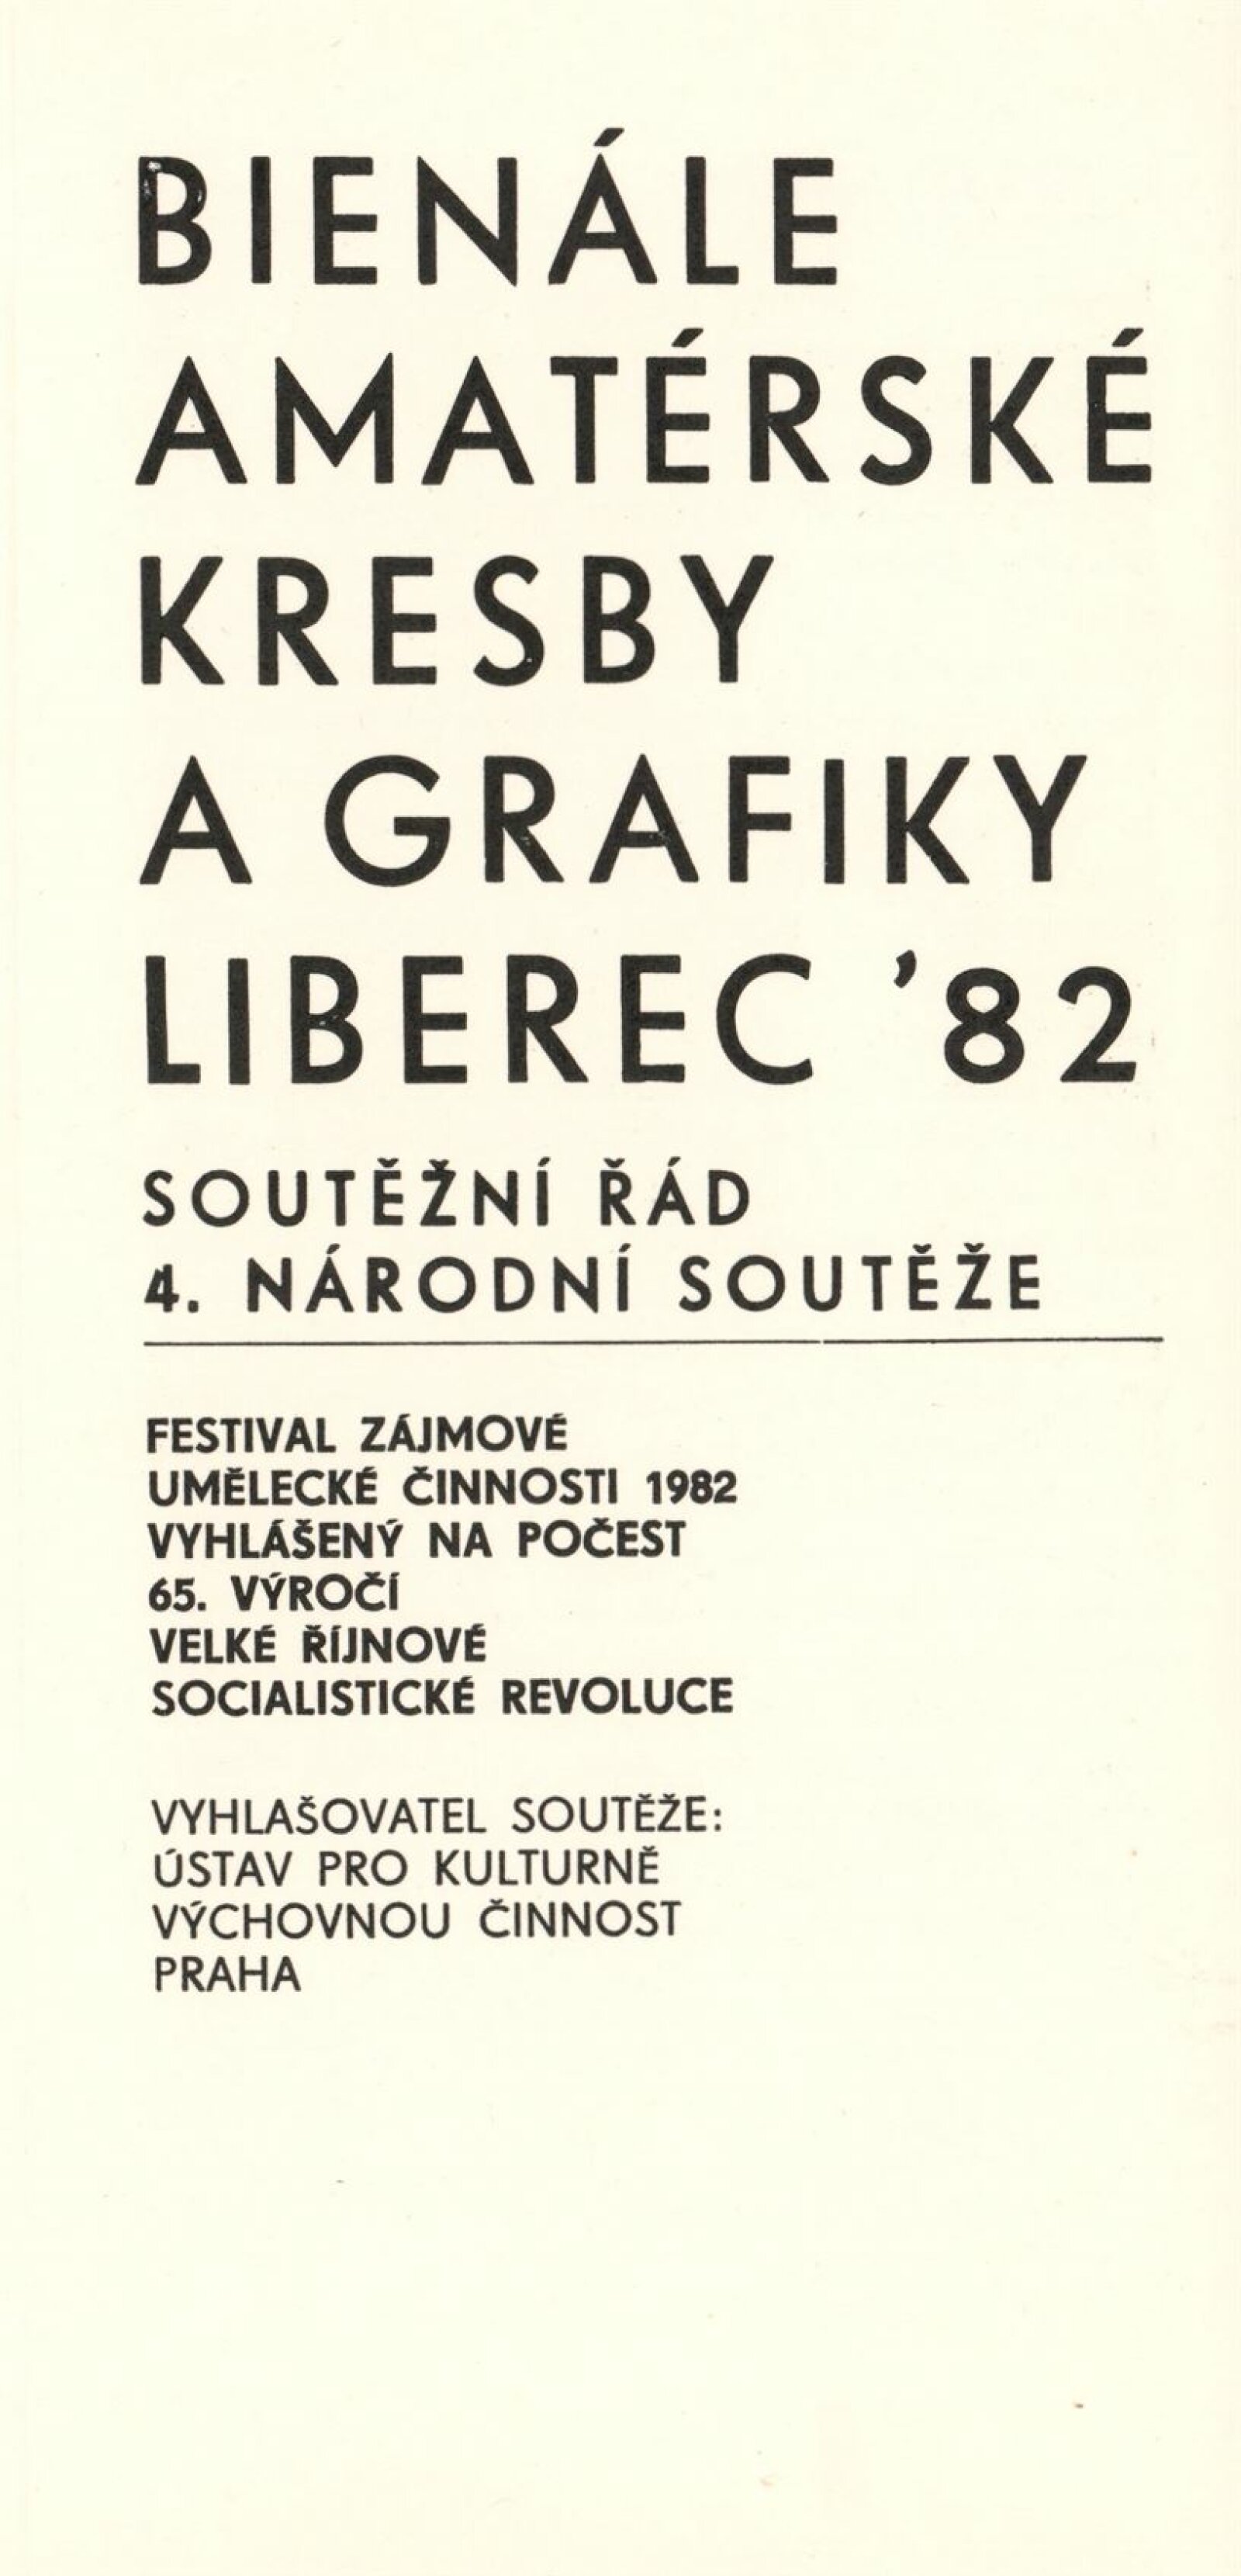 BIENÁLE
AMATÉRSKÉ
KRESBY
A GRAFIKY
LIBEREC '82
SOUTĚŽNÍ ŘÁD
4. NÁRODNÍ SOUTĚŽE
FESTIVAL ZÁJMOVÉ
UMĚLECKÉ ČINNOSTI 1982
VYHLÁŠENÝ NA POČEST
65. VÝROČÍ
VELKÉ ŘÍJNOVÉ
SOCIALISTICKÉ REVOLUCE
VYHLAŠOVATEL SOUTĚŽE:
ÚSTAV PRO KULTURNĚ
VÝCHOVNOU ČINNOST
PRAHA